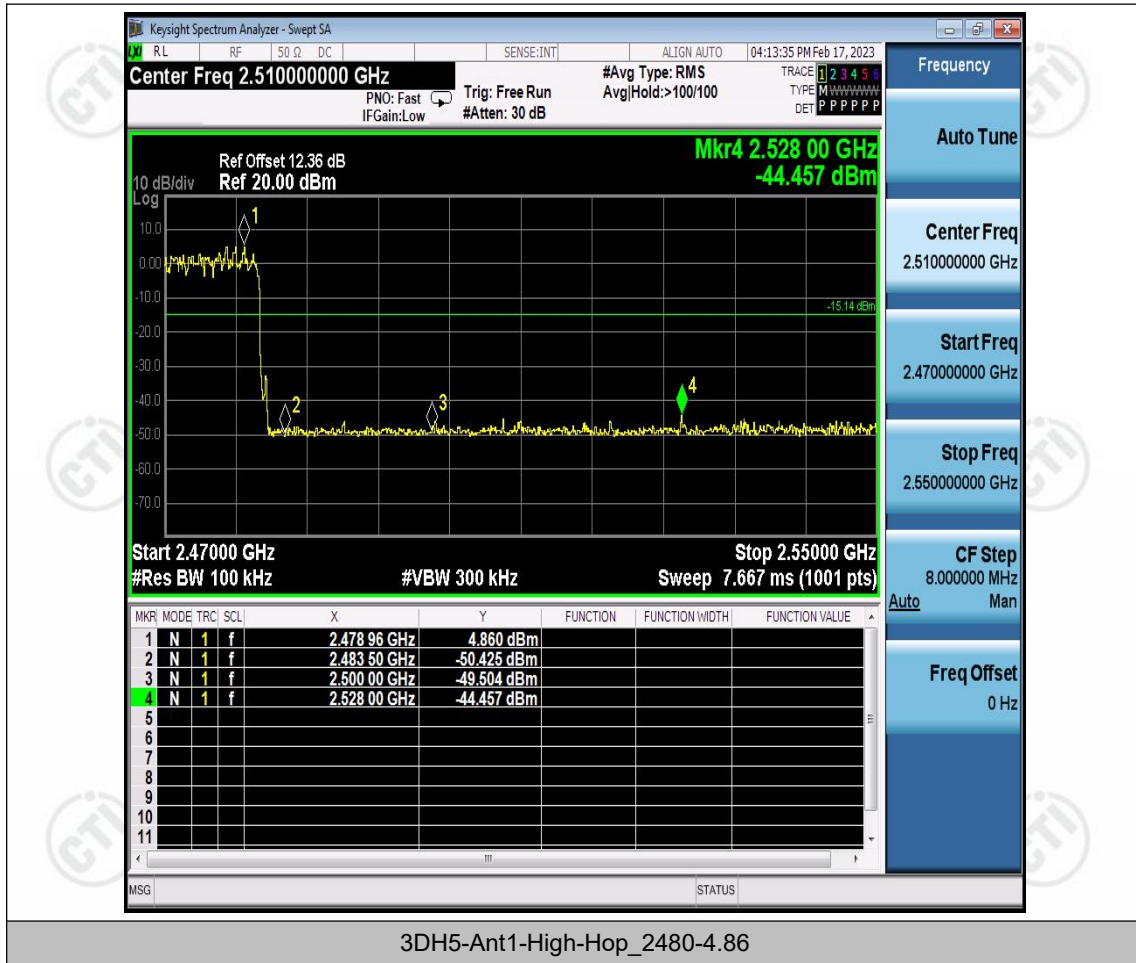 Keysight Spectrum Analyzer - Swept SA
LXI RL RF 50 Ω DC SENSE:INT ALIGN AUTO 04:13:35 PM Feb 17, 2023
Center Freq 2.510000000 GHz
PNO: Fast
IFGain:Low
Trig: Free Run
#Atten: 30 dB
#Avg Type: RMS
Avg|Hold:>100/100
TRACE 1 2 3 4 5 6
TYPE M WWWWW
DET P P P P P P
Mkr4 2.528 00 GHz
-44.457 dBm
Ref Offset 12.36 dB
10 dB/div Ref 20.00 dBm
Log
10.0
0.00
-10.0
-20.0
-30.0
-40.0
-50.0
-60.0
-70.0
1
2
3
4
-15.14 dBm
Start 2.47000 GHz Stop 2.55000 GHz
#Res BW 100 kHz #VBW 300 kHz Sweep 7.667 ms (1001 pts)
MKR MODE TRC SCL X Y FUNCTION FUNCTION WIDTH FUNCTION VALUE
1 N 1 f 2.478 96 GHz 4.860 dBm
2 N 1 f 2.483 50 GHz -50.425 dBm
3 N 1 f 2.500 00 GHz -49.504 dBm
4 N 1 f 2.528 00 GHz -44.457 dBm
5
6
7
8
9
10
11
MSG STATUS
Frequency
Auto Tune
Center Freq
2.510000000 GHz
Start Freq
2.470000000 GHz
Stop Freq
2.550000000 GHz
CF Step
8.000000 MHz
Auto Man
Freq Offset
0 Hz
CTI
CTI
CTI
CTI
CTI
CTI
3DH5-Ant1-High-Hop_2480-4.86